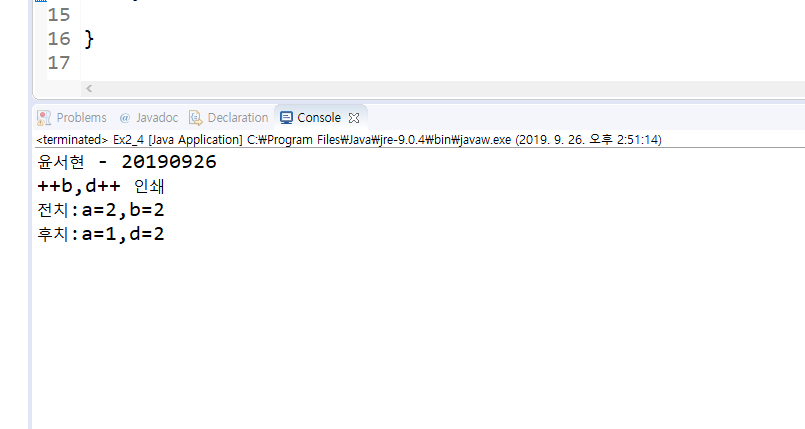 15
16 }
17
Problems @ Javadoc Declaration Console
<terminated> Ex2_4 [Java Application] C:₩Program Files₩Java₩jre-9.0.4₩bin₩javaw.exe (2019. 9. 26. 오후 2:51:14)
윤서현 - 20190926
++b,d++ 인쇄
전치:a=2,b=2
후치:a=1,d=2